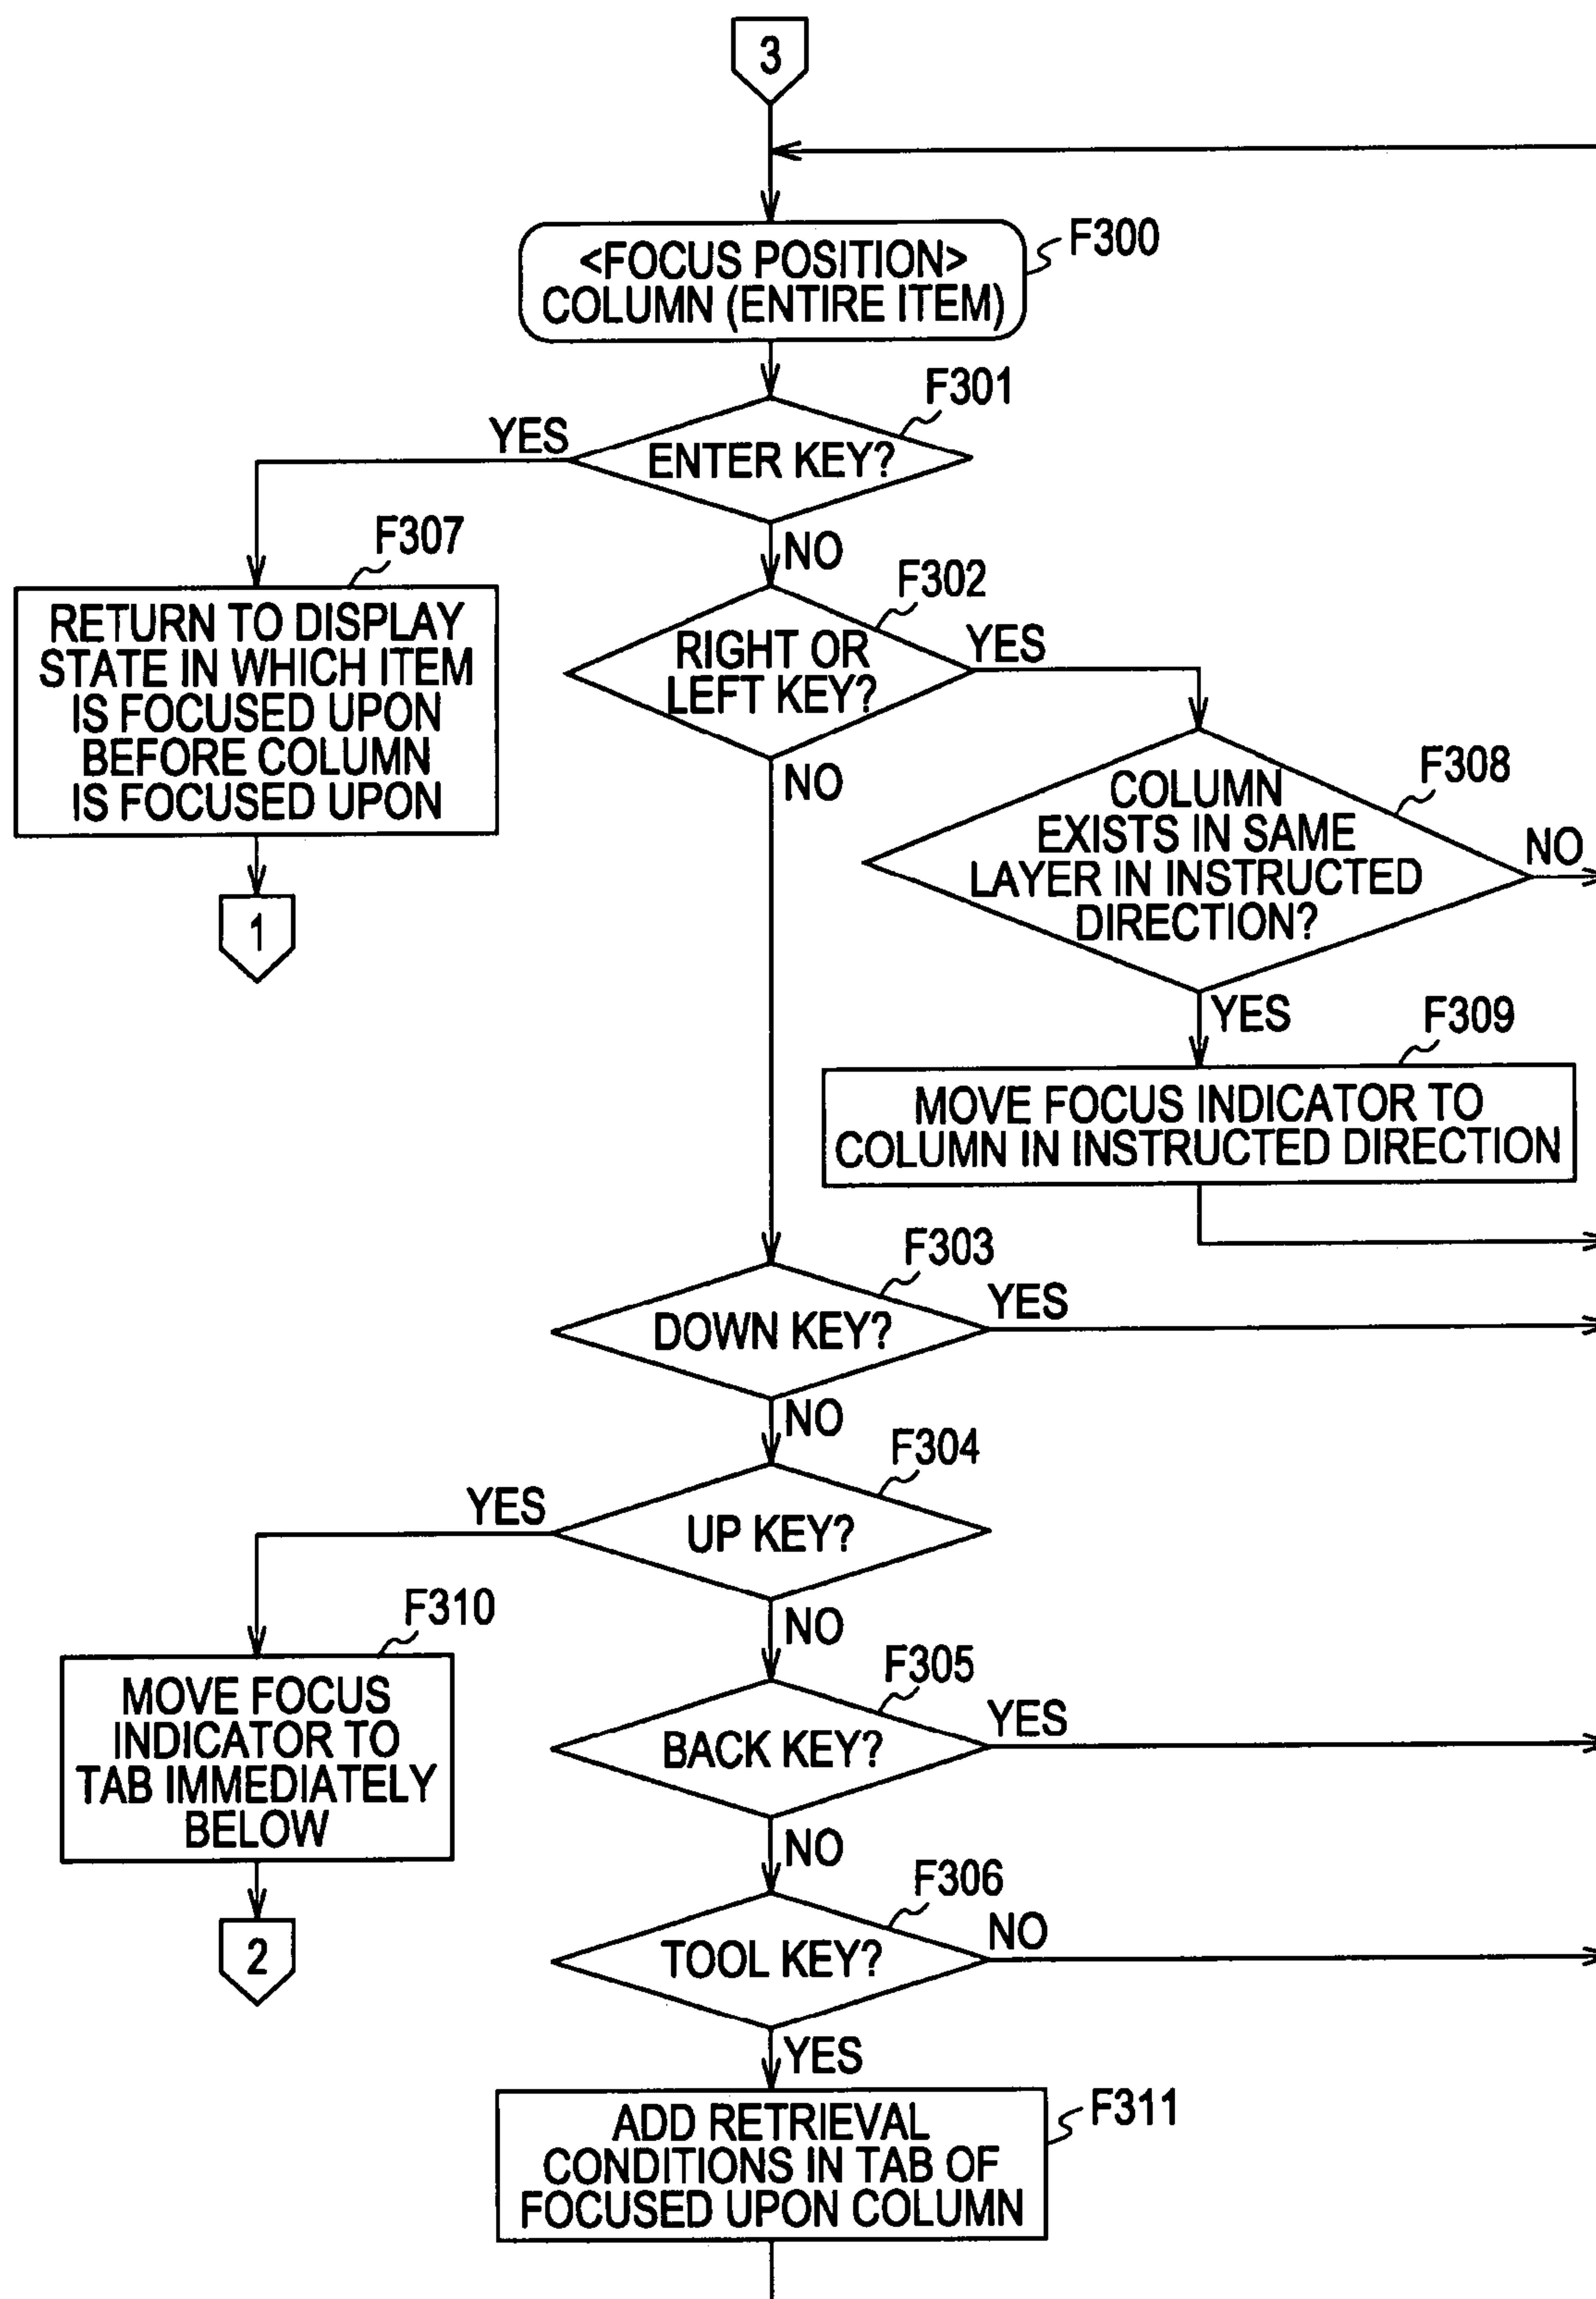 3
<FOCUS POSITION>
COLUMN (ENTIRE ITEM)
F300
F301
YES
ENTER KEY?
NO
F307
RETURN TO DISPLAY
STATE IN WHICH ITEM
IS FOCUSED UPON
BEFORE COLUMN
IS FOCUSED UPON
1
F302
RIGHT OR
LEFT KEY?
YES
NO
F308
COLUMN
EXISTS IN SAME
LAYER IN INSTRUCTED
DIRECTION?
NO
YES
F309
MOVE FOCUS INDICATOR TO
COLUMN IN INSTRUCTED DIRECTION
F303
DOWN KEY?
YES
NO
F304
YES
UP KEY?
NO
F310
MOVE FOCUS
INDICATOR TO
TAB IMMEDIATELY
BELOW
2
F305
BACK KEY?
YES
NO
F306
TOOL KEY?
NO
YES
F311
ADD RETRIEVAL
CONDITIONS IN TAB OF
FOCUSED UPON COLUMN